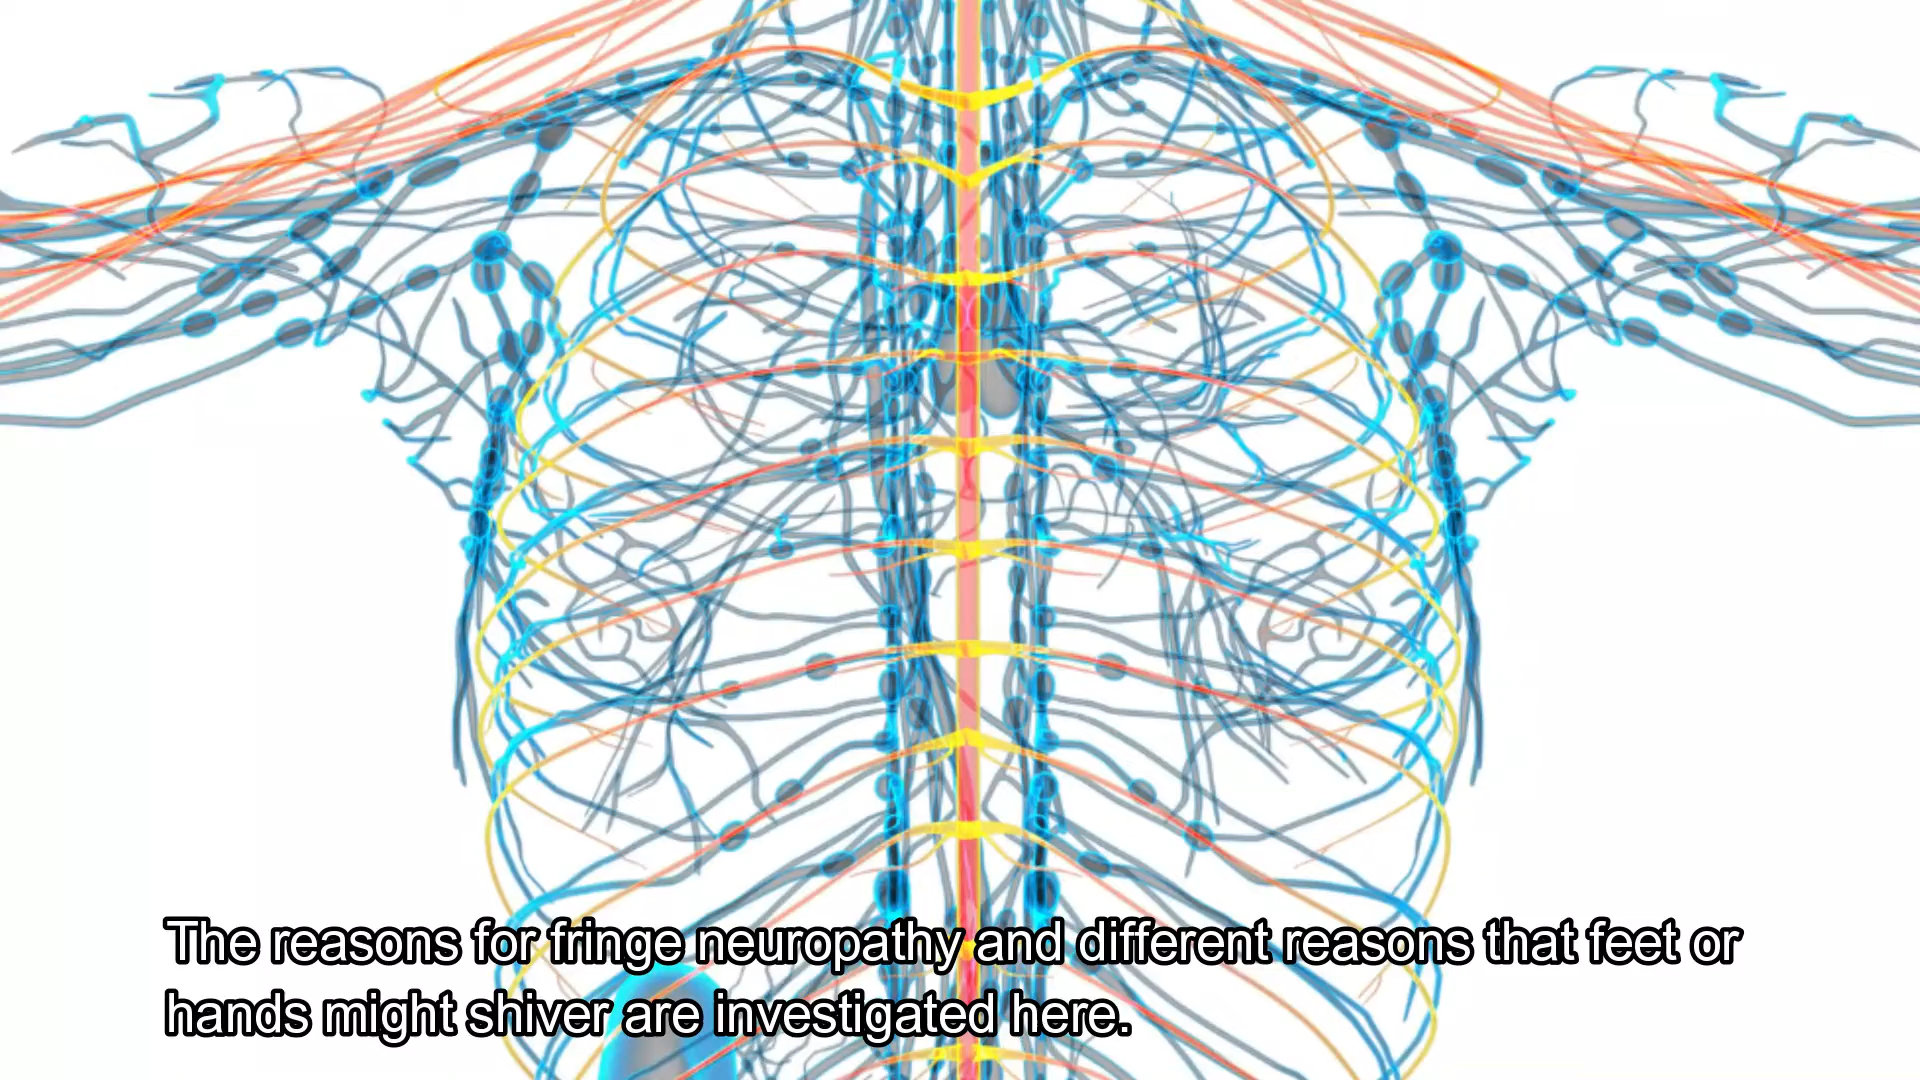 The reasons for fringe neuropathy and different reasons that feet or
hands might shiver are investigated here.